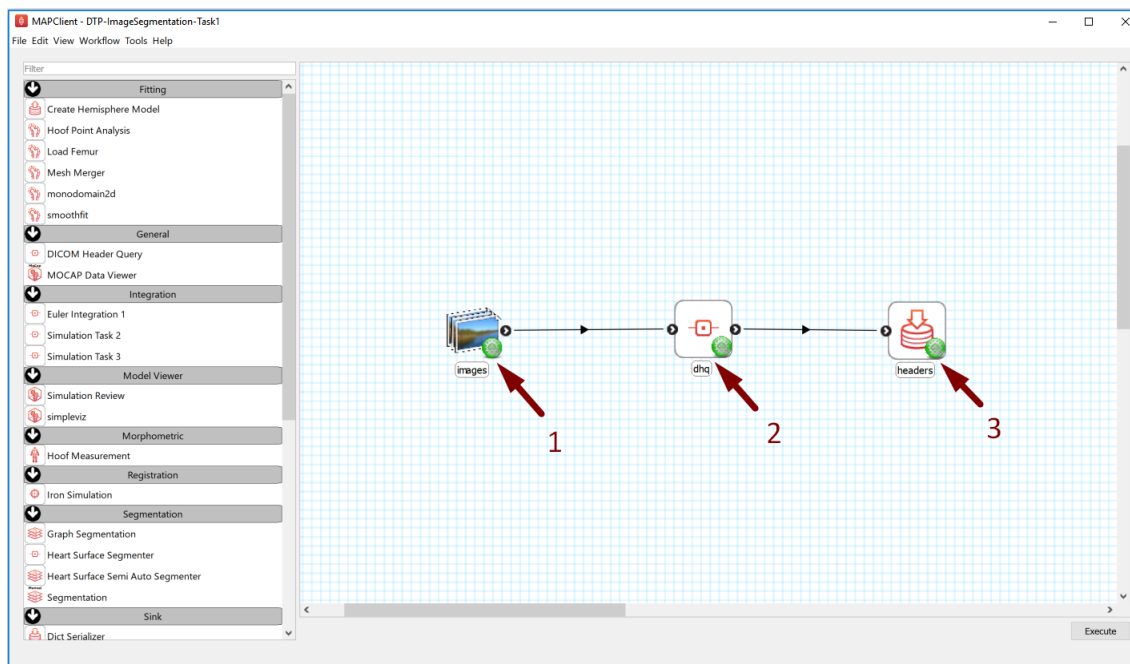 MAPClient - DTP-ImageSegmentation-Task1
File Edit View Workflow Tools Help
Filter
Fitting
Create Hemisphere Model
Hoof Point Analysis
Load Femur
Mesh Merger
monodomain2d
smoothfit
General
DICOM Header Query
MOCAP Data Viewer
Integration
Euler Integration 1
Simulation Task 2
Simulation Task 3
Model Viewer
Simulation Review
simpleviz
Morphometric
Hoof Measurement
Registration
Iron Simulation
Segmentation
Graph Segmentation
Heart Surface Segmenter
Heart Surface Semi Auto Segmenter
Segmentation
Sink
Dict Serializer
images
dhq
headers
1
2
3
Execute